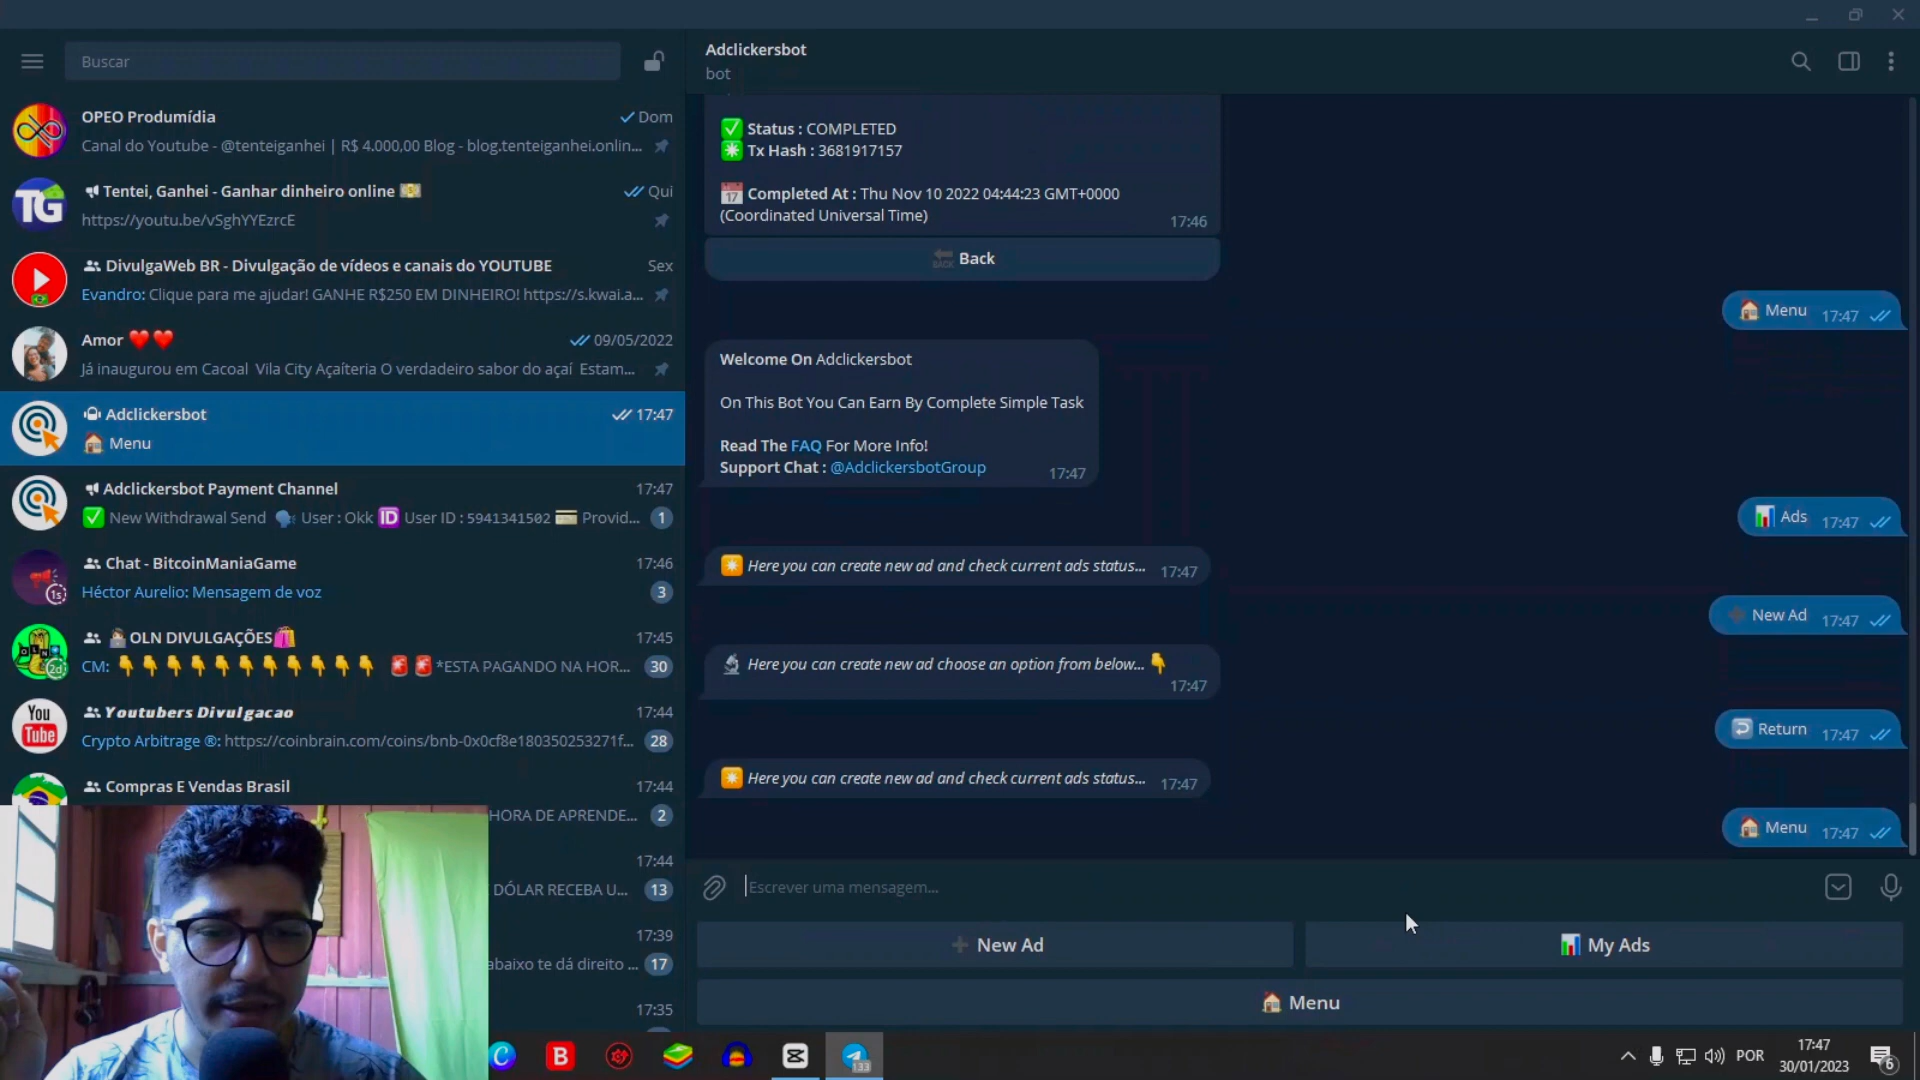 Buscar
OPEO Produmídia
Dom
Canal do Youtube - @tenteiganhei | R$ 4.000,00 Blog - blog.tenteiganhei.onlin...
TG
Tentei, Ganhei - Ganhar dinheiro online
Qui
https://youtu.be/vSghYYEzrcE
DivulgaWeb BR - Divulgação de vídeos e canais do YOUTUBE
Sex
Evandro: Clique para me ajudar! GANHE R$250 EM DINHEIRO! https://s.kwai.a...
Amor
09/05/2022
Já inaugurou em Cacoal Vila City Açaíteria O verdadeiro sabor do açaí Estam...
Adclickersbot
17:47
Menu
Adclickersbot Payment Channel
17:47
New Withdrawal Send User : Okk ID User ID : 5941341502 Provid...
1
Chat - BitcoinManiaGame
17:46
1s
Héctor Aurelio: Mensagem de voz
3
OLN DIVULGAÇÕES
17:45
2d
CM: *ESTA PAGANDO NA HOR...
30
You
Tube
Youtubers Divulgacao
17:44
Crypto Arbitrage ®: https://coinbrain.com/coins/bnb-0x0cf8e180350253271f...
28
Compras E Vendas Brasil
17:44
HORA DE APRENDE...
2
17:44
DÓLAR RECEBA U...
13
17:39
abaixo te dá direito ...
17
17:35
Adclickersbot
bot
Status : COMPLETED
Tx Hash : 3681917157
17
Completed At : Thu Nov 10 2022 04:44:23 GMT+0000
(Coordinated Universal Time)
17:46
BACK
Back
Menu 17:47
Welcome On Adclickersbot
On This Bot You Can Earn By Complete Simple Task
Read The FAQ For More Info!
Support Chat : @AdclickersbotGroup
17:47
Ads 17:47
Here you can create new ad and check current ads status... 17:47
New Ad 17:47
Here you can create new ad choose an option from below...
17:47
Return 17:47
Here you can create new ad and check current ads status... 17:47
Menu 17:47
Escrever uma mensagem...
New Ad
My Ads
Menu
C
B
133
POR
17:47
30/01/2023
6